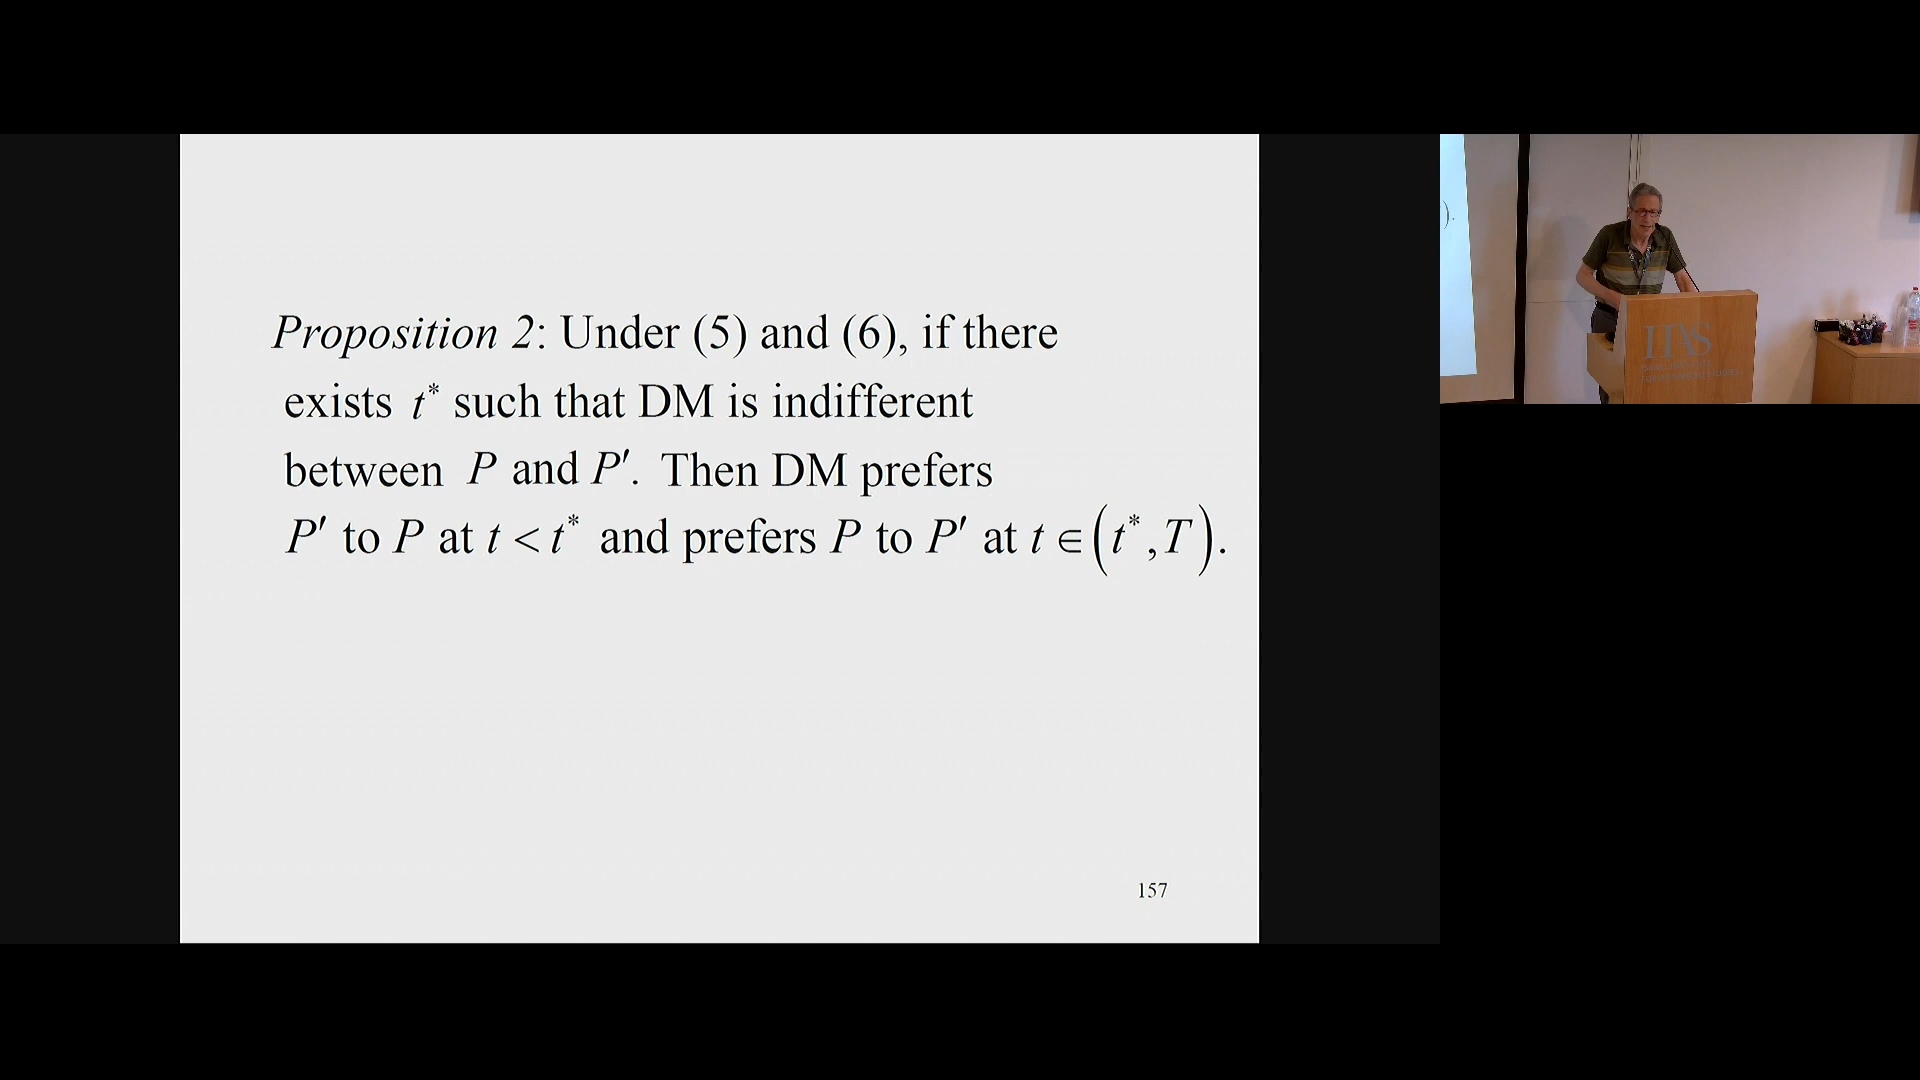 Proposition 2: Under (5) and (6), if there
exists t* such that DM is indifferent
between P and P′. Then DM prefers
P′ to P at t < t* and prefers P to P′ at t ∈ (t*, T).
157
).